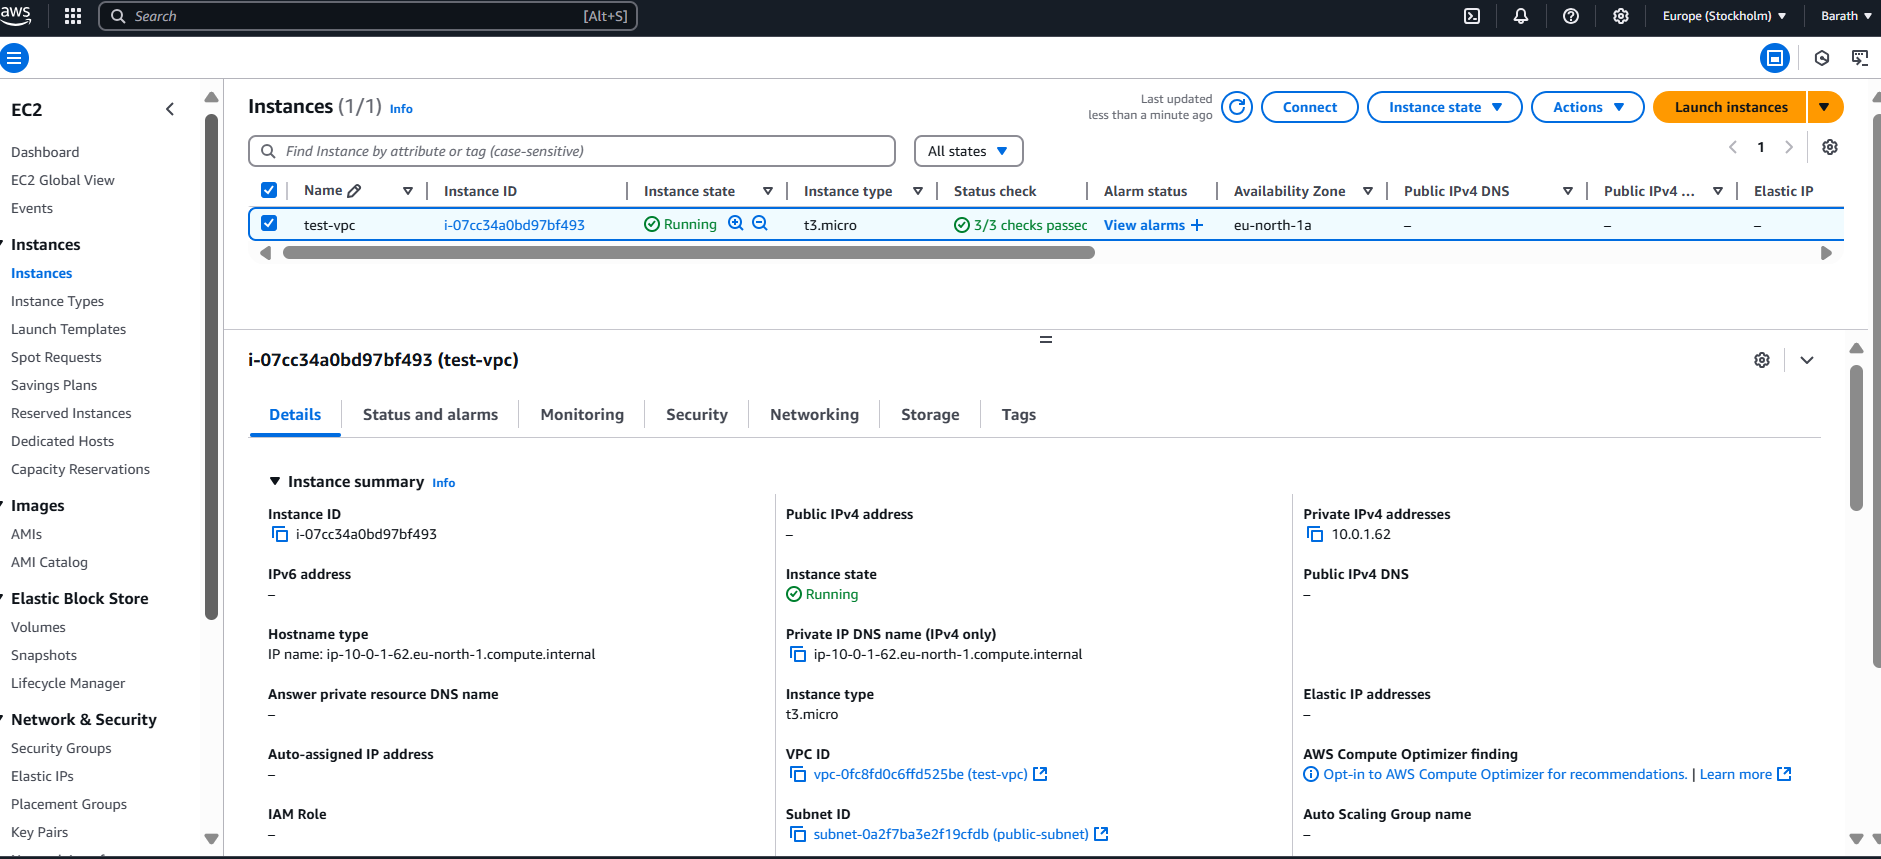 aws
Search [Alt+S] Europe (Stockholm) Barath
EC2
Dashboard
EC2 Global View
Events
Instances
Instances
Instance Types
Launch Templates
Spot Requests
Savings Plans
Reserved Instances
Dedicated Hosts
Capacity Reservations
Images
AMIs
AMI Catalog
Elastic Block Store
Volumes
Snapshots
Lifecycle Manager
Network & Security
Security Groups
Elastic IPs
Placement Groups
Key Pairs
Instances (1/1) Info
Last updated
less than a minute ago
Connect Instance state Actions Launch instances
Find Instance by attribute or tag (case-sensitive) All states 1
Name Instance ID Instance state Instance type Status check Alarm status Availability Zone Public IPv4 DNS Public IPv4 ... Elastic IP
test-vpc i-07cc34a0bd97bf493 Running t3.micro 3/3 checks passec View alarms + eu-north-1a – – –
i-07cc34a0bd97bf493 (test-vpc)
Details Status and alarms Monitoring Security Networking Storage Tags
Instance summary Info
Instance ID
i-07cc34a0bd97bf493
Public IPv4 address
–
Private IPv4 addresses
10.0.1.62
IPv6 address
–
Instance state
Running
Public IPv4 DNS
–
Hostname type
IP name: ip-10-0-1-62.eu-north-1.compute.internal
Private IP DNS name (IPv4 only)
ip-10-0-1-62.eu-north-1.compute.internal
Answer private resource DNS name
–
Instance type
t3.micro
Elastic IP addresses
–
Auto-assigned IP address
–
VPC ID
vpc-0fc8fd0c6ffd525be (test-vpc)
AWS Compute Optimizer finding
Opt-in to AWS Compute Optimizer for recommendations. | Learn more
IAM Role
–
Subnet ID
subnet-0a2f7ba3e2f19cfdb (public-subnet)
Auto Scaling Group name
–